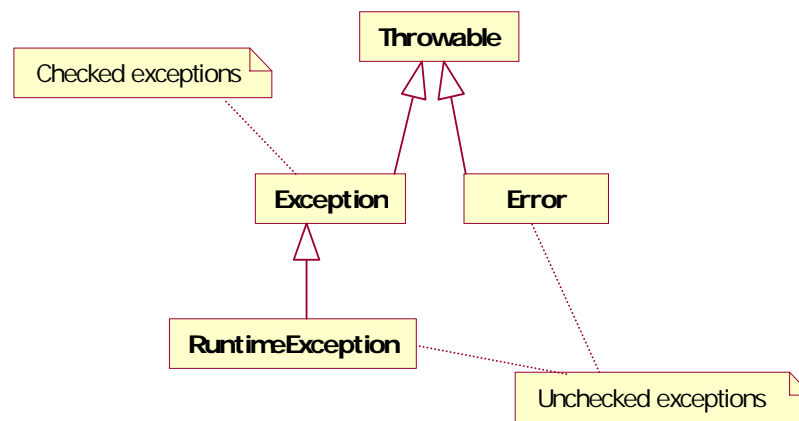 Throwable
Checked exceptions
Exception
Error
RuntimeException
Unchecked exceptions